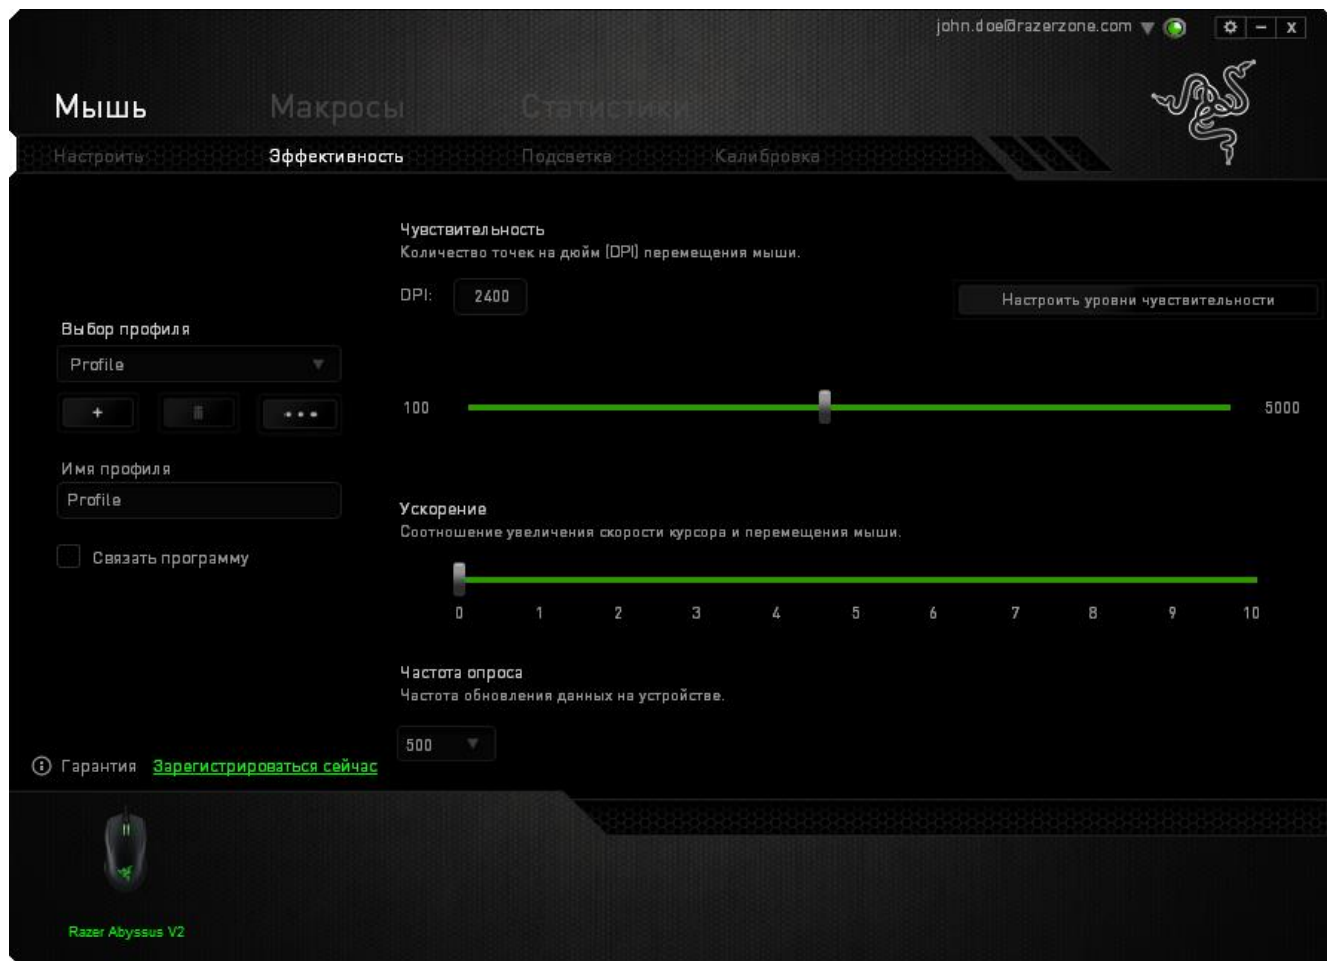 john.doe@razerzone.com
Мышь Макросы Статистики
Настроить Эффективность Подсветка Калибровка
Чувствительность
Количество точек на дюйм (DPI) перемещения мыши.
DPI: 2400 Настроить уровни чувствительности
Выбор профиля
Profile
100 5000
Имя профиля
Profile
Связать программу
Ускорение
Соотношение увеличения скорости курсора и перемещения мыши.
0 1 2 3 4 5 6 7 8 9 10
Частота опроса
Частота обновления данных на устройстве.
500
Гарантия Зарегистрироваться сейчас
Razer Abyssus V2